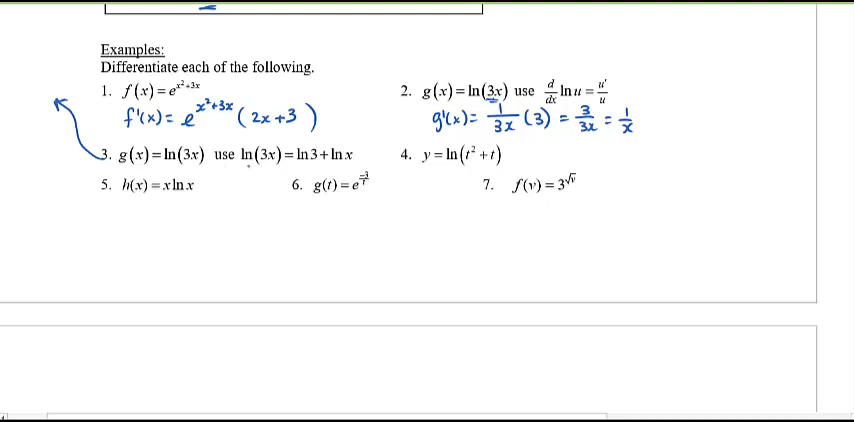 Examples:
Differentiate each of the following.
1. f(x) = e^(x²+3x)
f'(x) = e^(x²+3x) (2x+3)
2. g(x) = ln(3x) use d/dx ln u = u'/u
g'(x) = 1/3x (3) = 3/3x = 1/x
3. g(x) = ln(3x) use ln(3x) = ln 3 + ln x
4. y = ln(t² + t)
5. h(x) = x ln x
6. g(t) = e^(-3/t)
7. f(v) = 3^√v